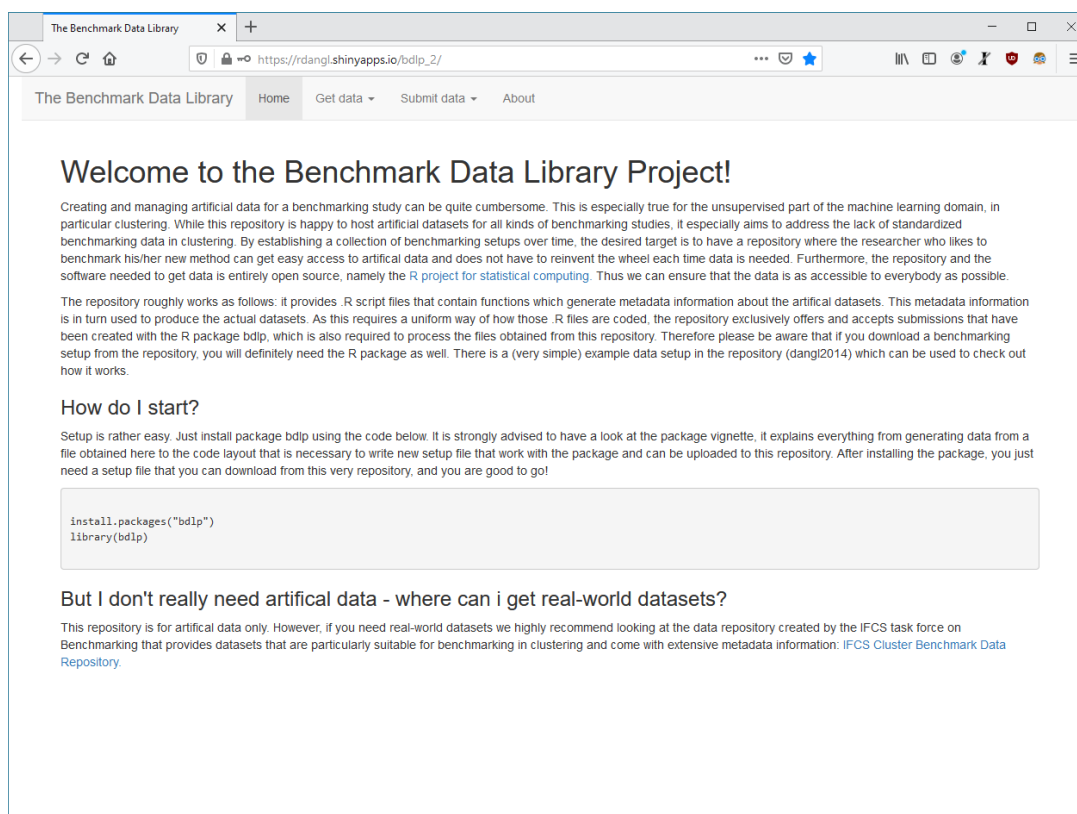 The Benchmark Data Library
https://rdangl.shinyapps.io/bdlp_2/
The Benchmark Data Library Home Get data Submit data About
Welcome to the Benchmark Data Library Project!
Creating and managing artificial data for a benchmarking study can be quite cumbersome. This is especially true for the unsupervised part of the machine learning domain, in
particular clustering. While this repository is happy to host artificial datasets for all kinds of benchmarking studies, it especially aims to address the lack of standardized
benchmarking data in clustering. By establishing a collection of benchmarking setups over time, the desired target is to have a repository where the researcher who likes to
benchmark his/her new method can get easy access to artifical data and does not have to reinvent the wheel each time data is needed. Furthermore, the repository and the
software needed to get data is entirely open source, namely the R project for statistical computing. Thus we can ensure that the data is as accessible to everybody as possible.
The repository roughly works as follows: it provides .R script files that contain functions which generate metadata information about the artifical datasets. This metadata information
is in turn used to produce the actual datasets. As this requires a uniform way of how those .R files are coded, the repository exclusively offers and accepts submissions that have
been created with the R package bdlp, which is also required to process the files obtained from this repository. Therefore please be aware that if you download a benchmarking
setup from the repository, you will definitely need the R package as well. There is a (very simple) example data setup in the repository (dangl2014) which can be used to check out
how it works.
How do I start?
Setup is rather easy. Just install package bdlp using the code below. It is strongly advised to have a look at the package vignette, it explains everything from generating data from a
file obtained here to the code layout that is necessary to write new setup file that work with the package and can be uploaded to this repository. After installing the package, you just
need a setup file that you can download from this very repository, and you are good to go!
install.packages("bdlp")
library(bdlp)
But I don't really need artifical data - where can i get real-world datasets?
This repository is for artifical data only. However, if you need real-world datasets we highly recommend looking at the data repository created by the IFCS task force on
Benchmarking that provides datasets that are particularly suitable for benchmarking in clustering and come with extensive metadata information: IFCS Cluster Benchmark Data
Repository.